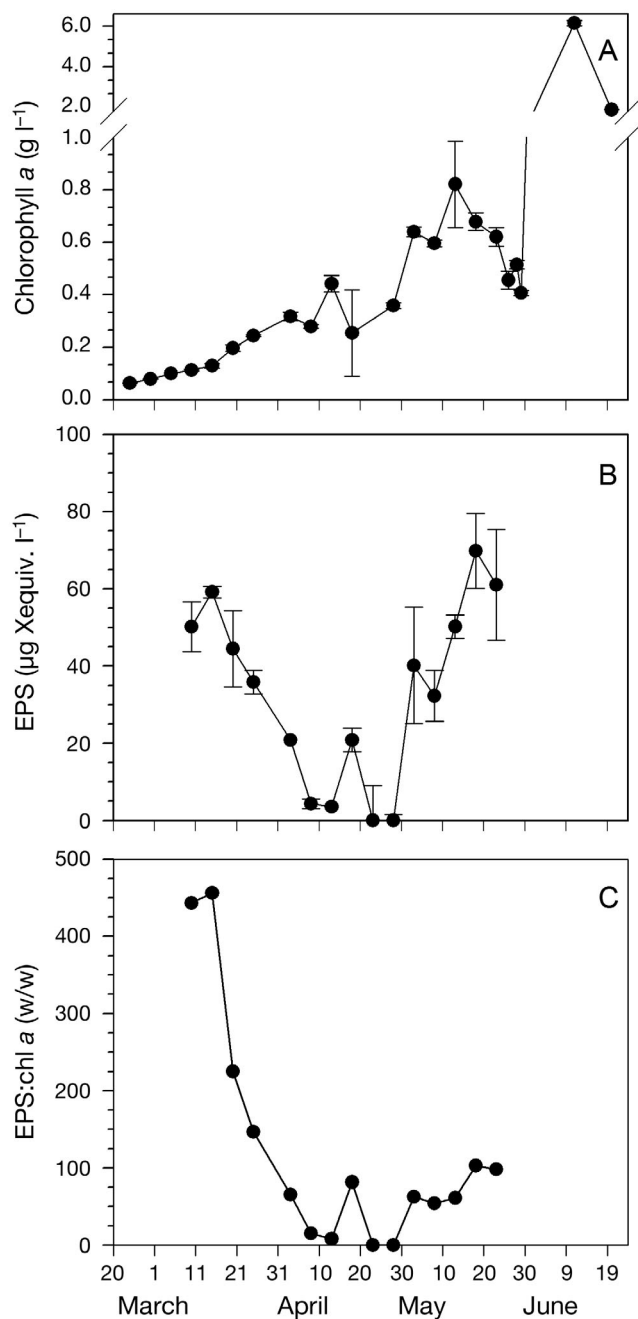 A
Chlorophyll a (g l⁻¹)
6.0
4.0
2.0
1.0
0.8
0.6
0.4
0.2
0.0
B
EPS (µg Xequiv. l⁻¹)
100
80
60
40
20
0
C
EPS:chl a (w/w)
500
450
300
250
100
0
20 1 11 21 31 10 20 30 10 20 30 9 19
March April May June